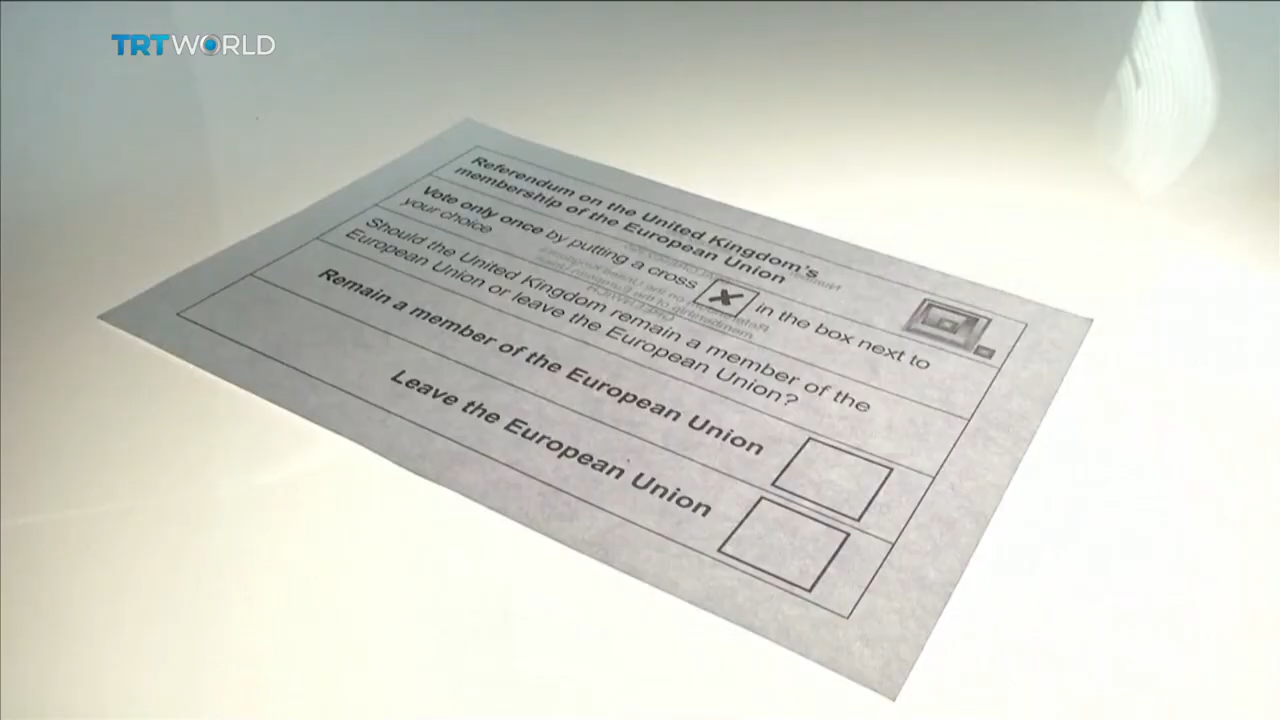 TRT WORLD
Referendum on the United Kingdom's
membership of the European Union
Vote only once by putting a cross X in the box next to
your choice
Should the United Kingdom remain a member of the
European Union or leave the European Union?
Remain a member of the European Union
Leave the European Union